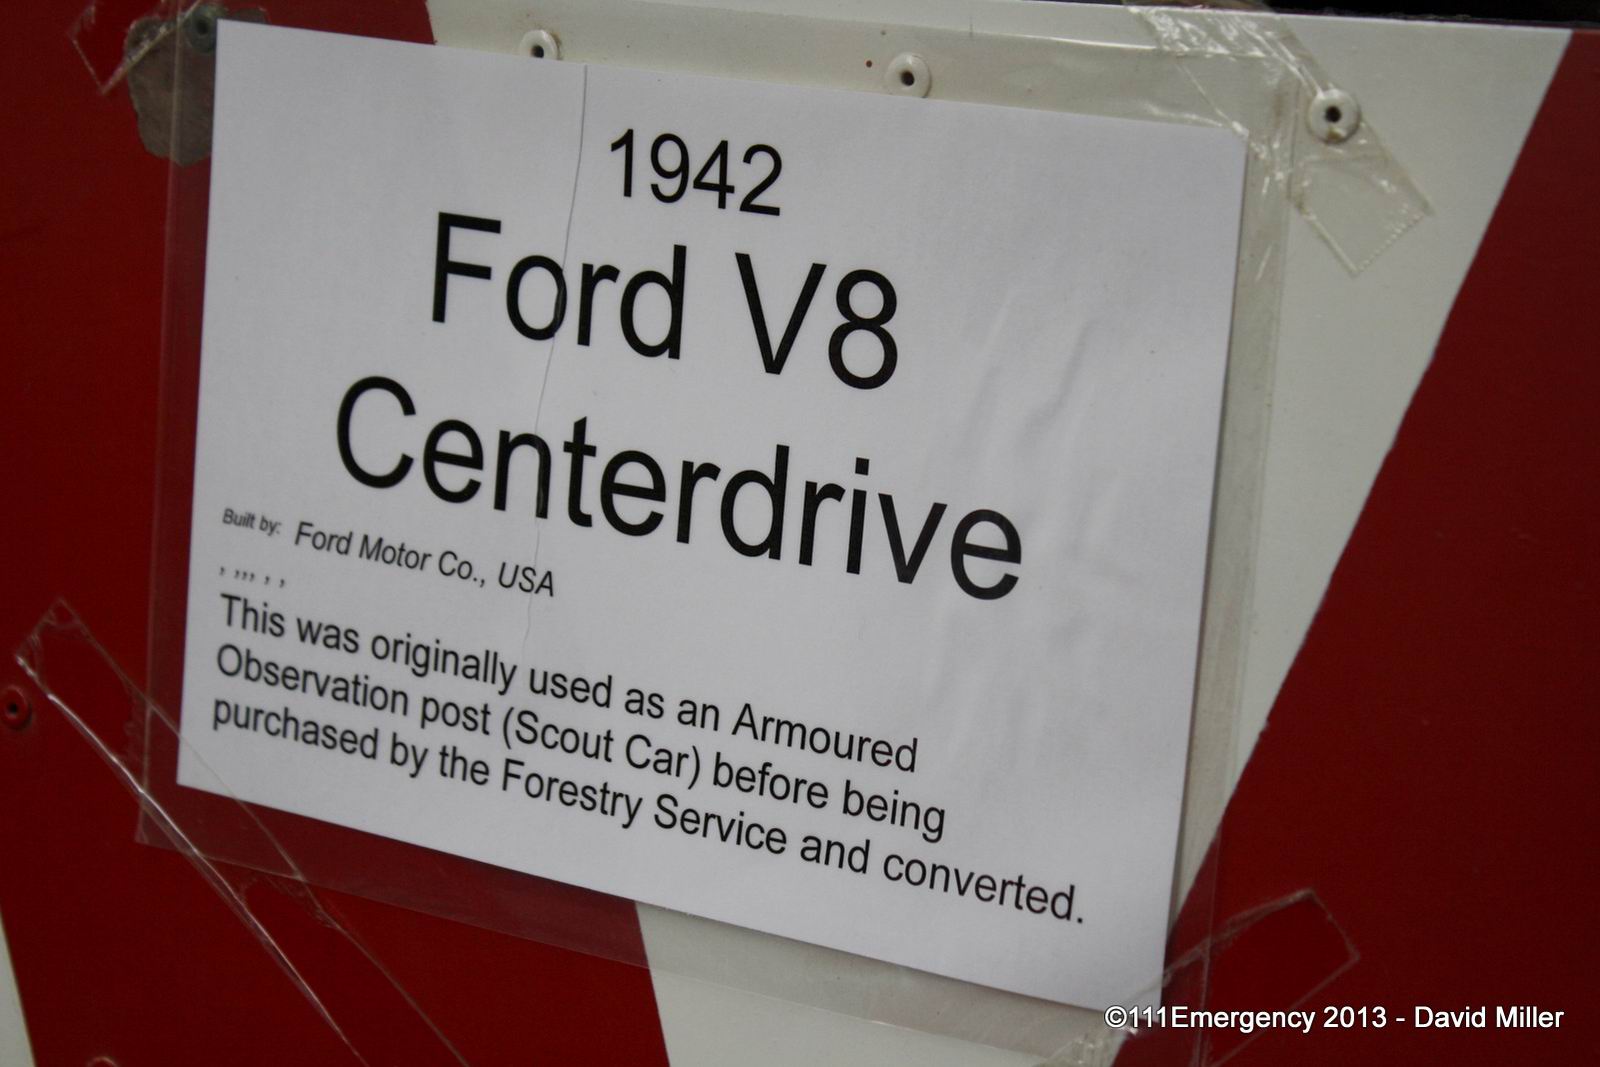 1942
Ford V8
Centerdrive
Built by: Ford Motor Co., USA
, ,,, , ,
This was originally used as an Armoured
Observation post (Scout Car) before being
purchased by the Forestry Service and converted.
©111Emergency 2013 - David Miller